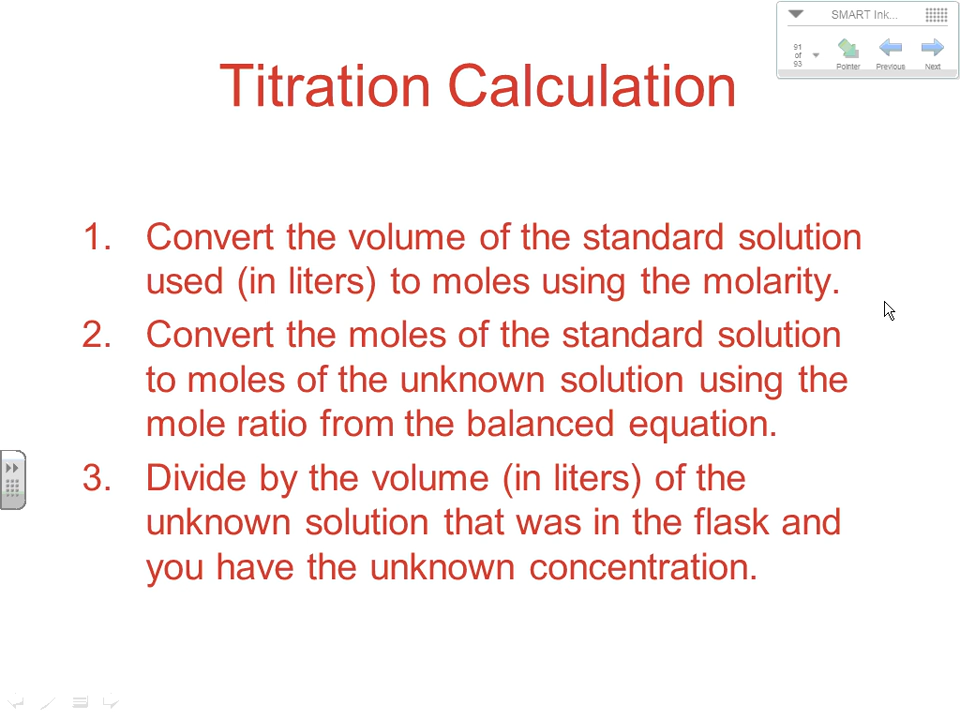 SMART Ink...
91
of
93
Pointer
Previous
Next
Titration Calculation
1. Convert the volume of the standard solution
used (in liters) to moles using the molarity.
2. Convert the moles of the standard solution
to moles of the unknown solution using the
mole ratio from the balanced equation.
3. Divide by the volume (in liters) of the
unknown solution that was in the flask and
you have the unknown concentration.